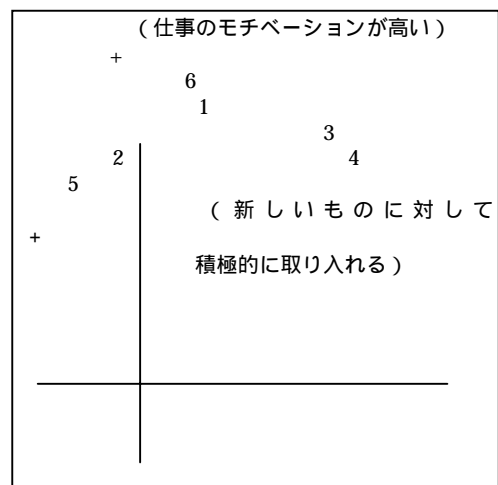 （仕事のモチベーションが高い）
+
6
1
3
2
4
5
（新しいものに対して
+
積極的に取り入れる）